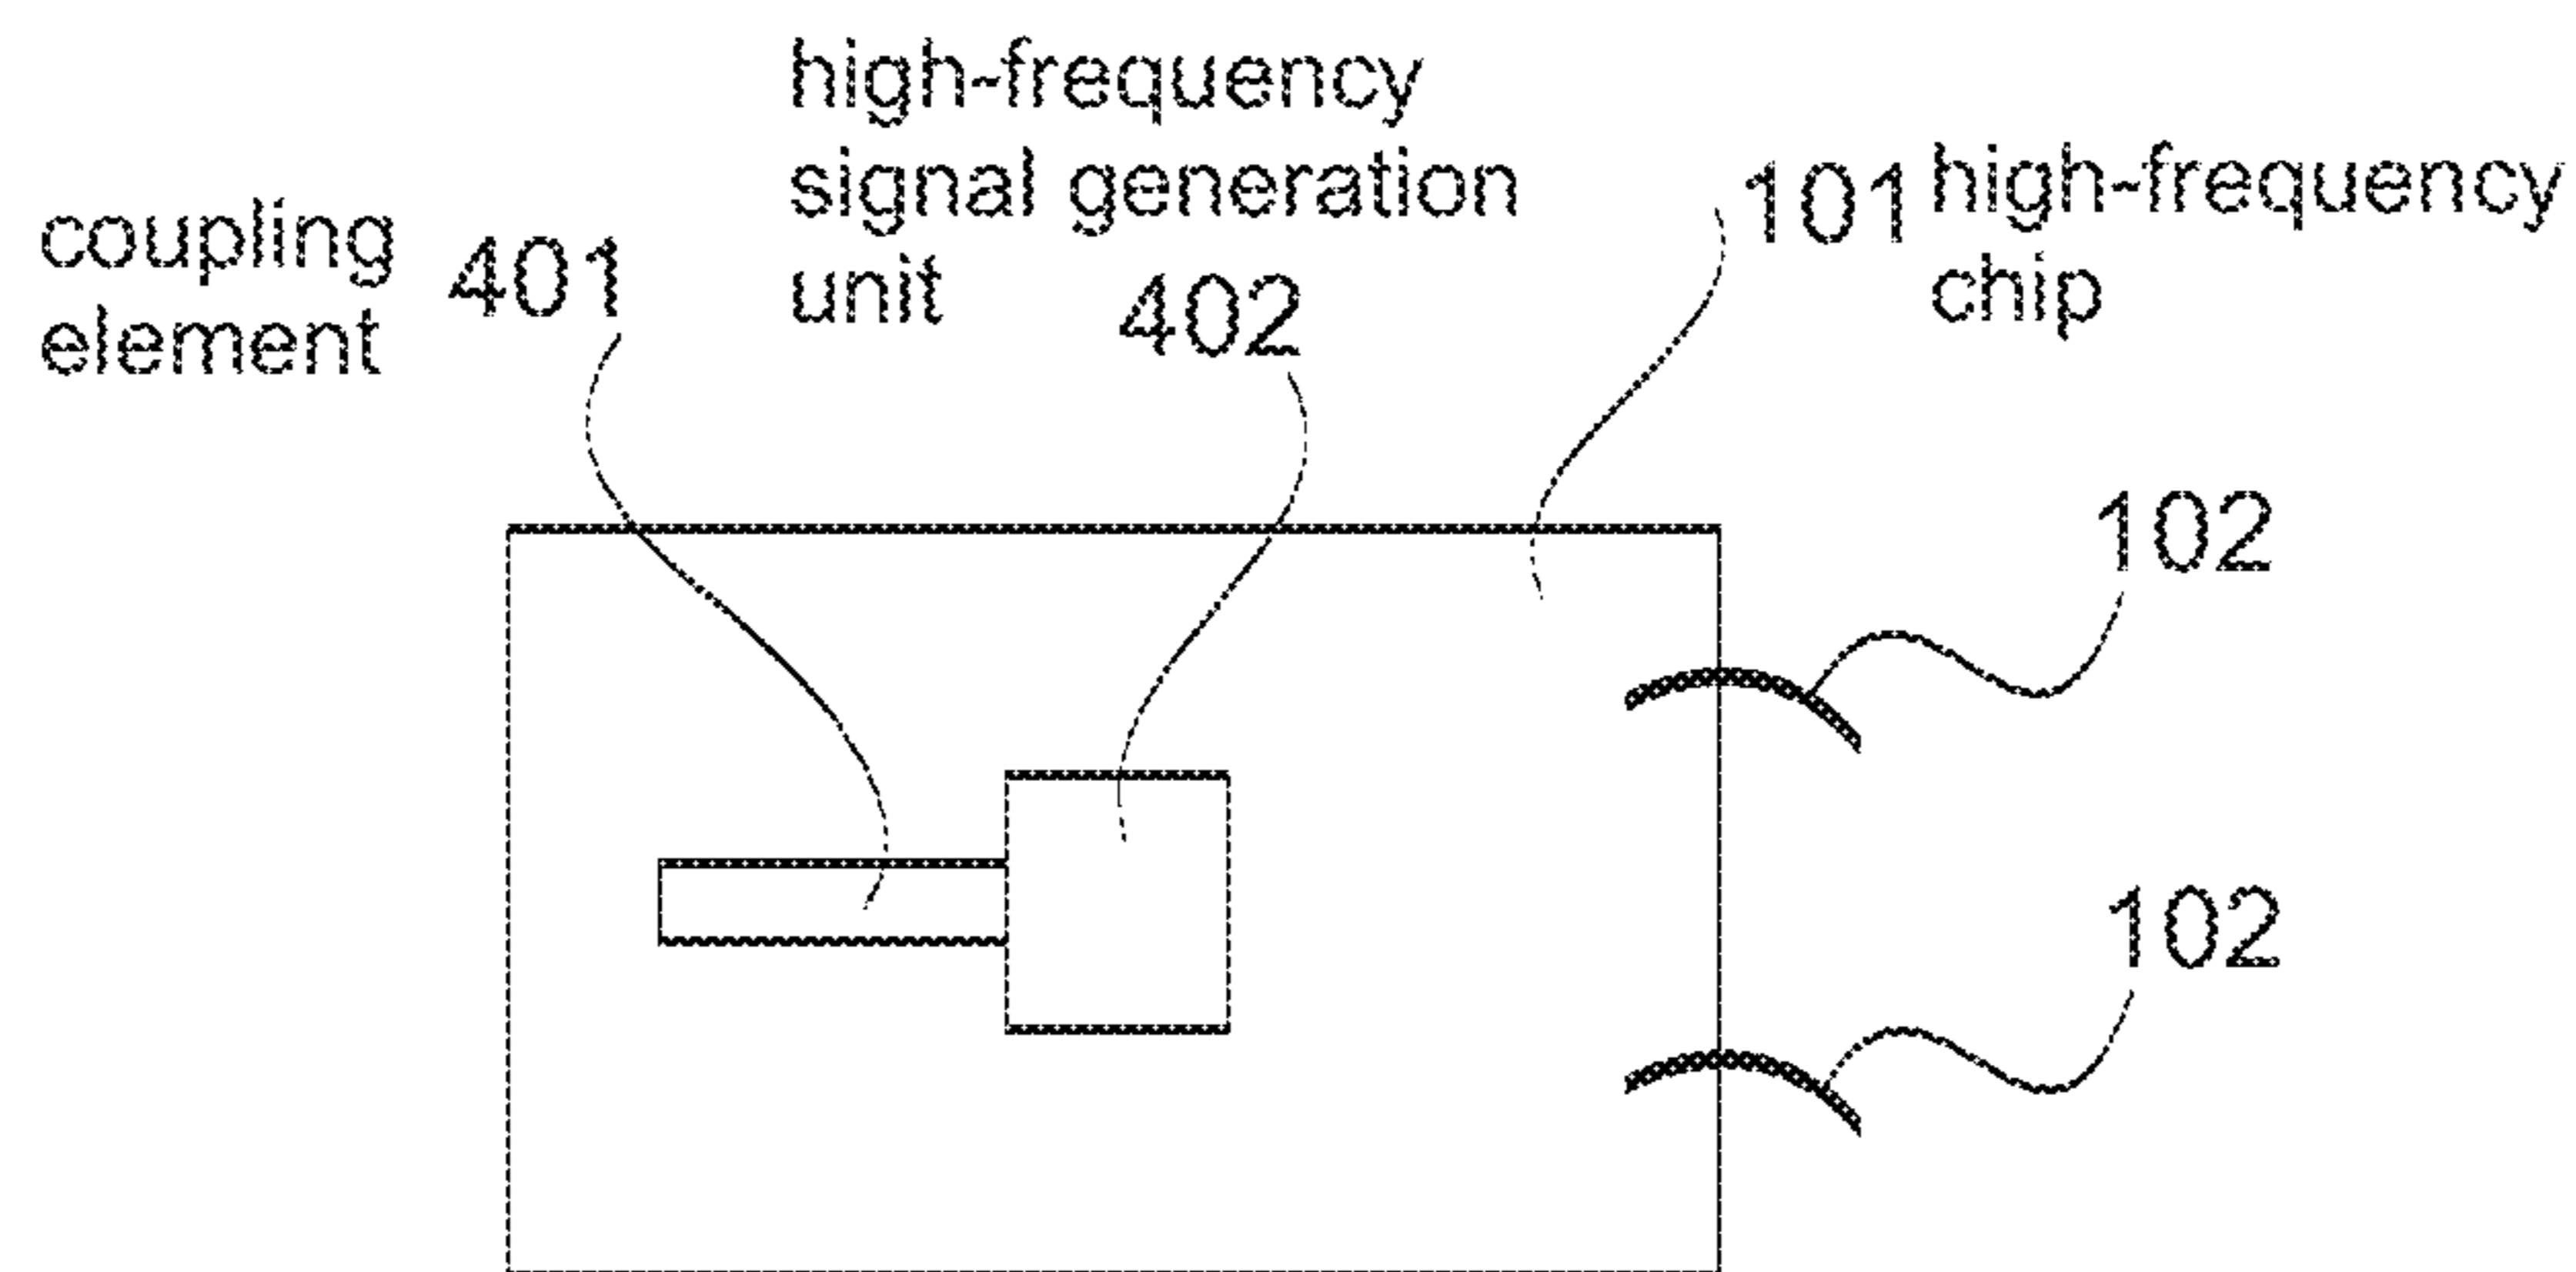 coupling
element
401
high-frequency
signal generation
unit
402
101
high-frequency
chip
102
102